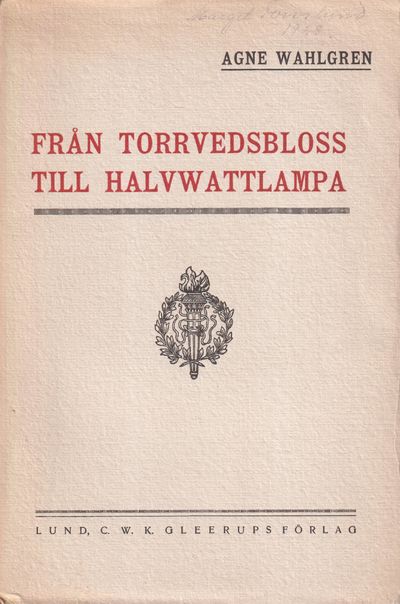 AGNE WAHLGREN
FRÅN TORRVEDSBLOSS
TILL HALVWATTLAMPA
LUND, C. W. K. GLEERUPS FÖRLAG